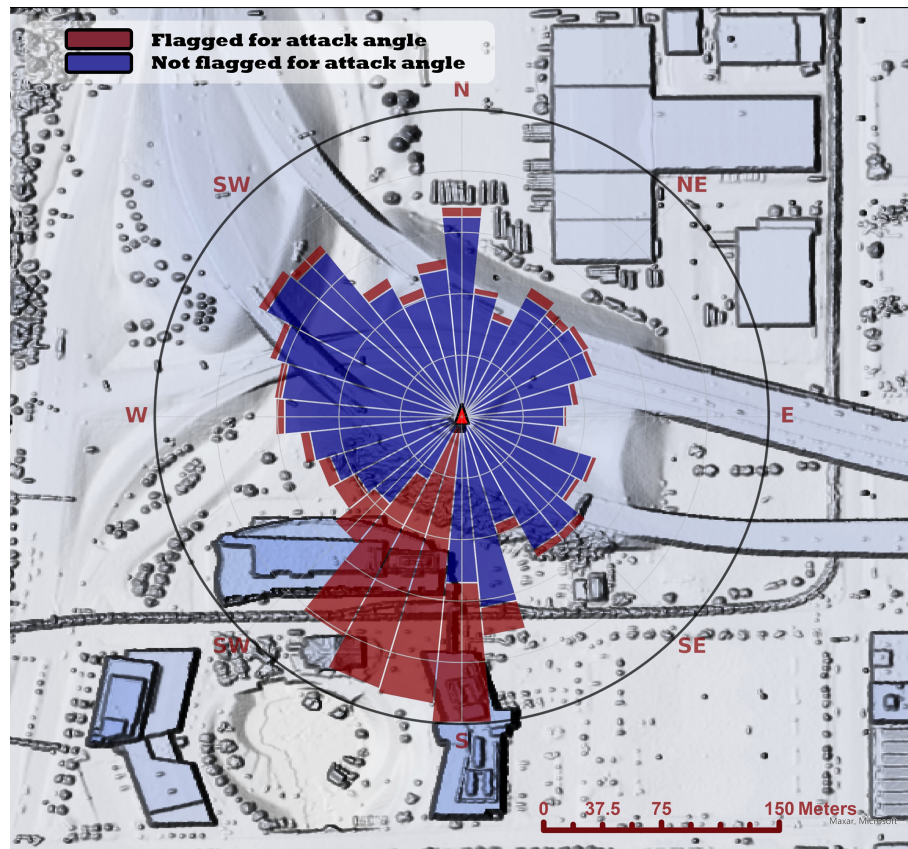 Flagged for attack angle
Not flagged for attack angle
N
SW
NE
W
E
SW
SE
S
0 37.5 75 150 Meters
Maxar, Microsoft